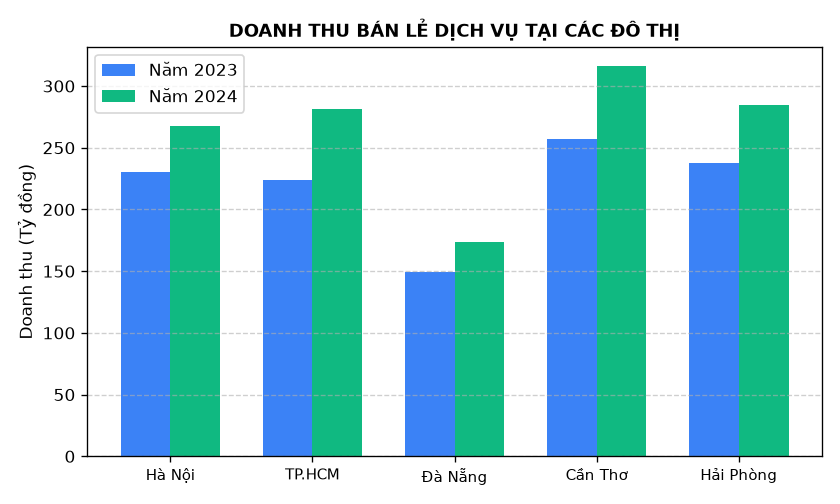 DOANH THU BÁN LẺ DỊCH VỤ TẠI CÁC ĐÔ THỊ
Năm 2023
Năm 2024
Doanh thu (Tỷ đồng)
300
250
200
150
100
50
0
Hà Nội
TP.HCM
Đà Nẵng
Cần Thơ
Hải Phòng